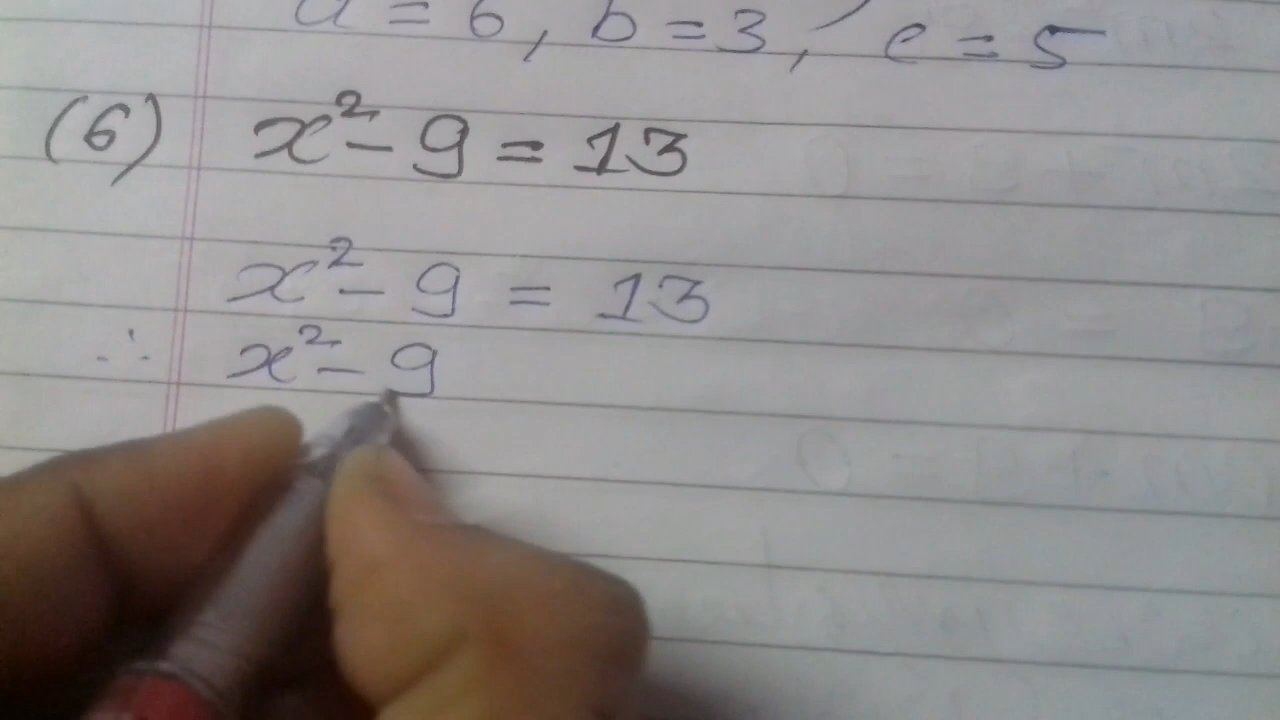 a = 6, b = 3, c = 5
(6) x² - 9 = 13
x² - 9 = 13
∴ x² - 9